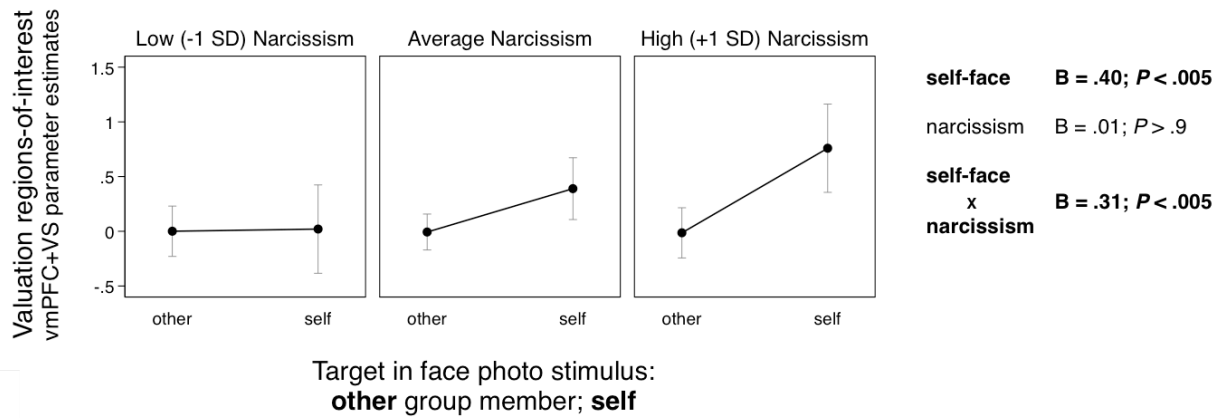 Valuation regions-of-interest
vmPFC+VS parameter estimates
Low (-1 SD) Narcissism
Average Narcissism
High (+1 SD) Narcissism
1.5
1
.5
0
-.5
other self
other self
other self
Target in face photo stimulus:
other group member; self
self-face B = .40; P < .005
narcissism B = .01; P > .9
self-face
x
narcissism
B = .31; P < .005